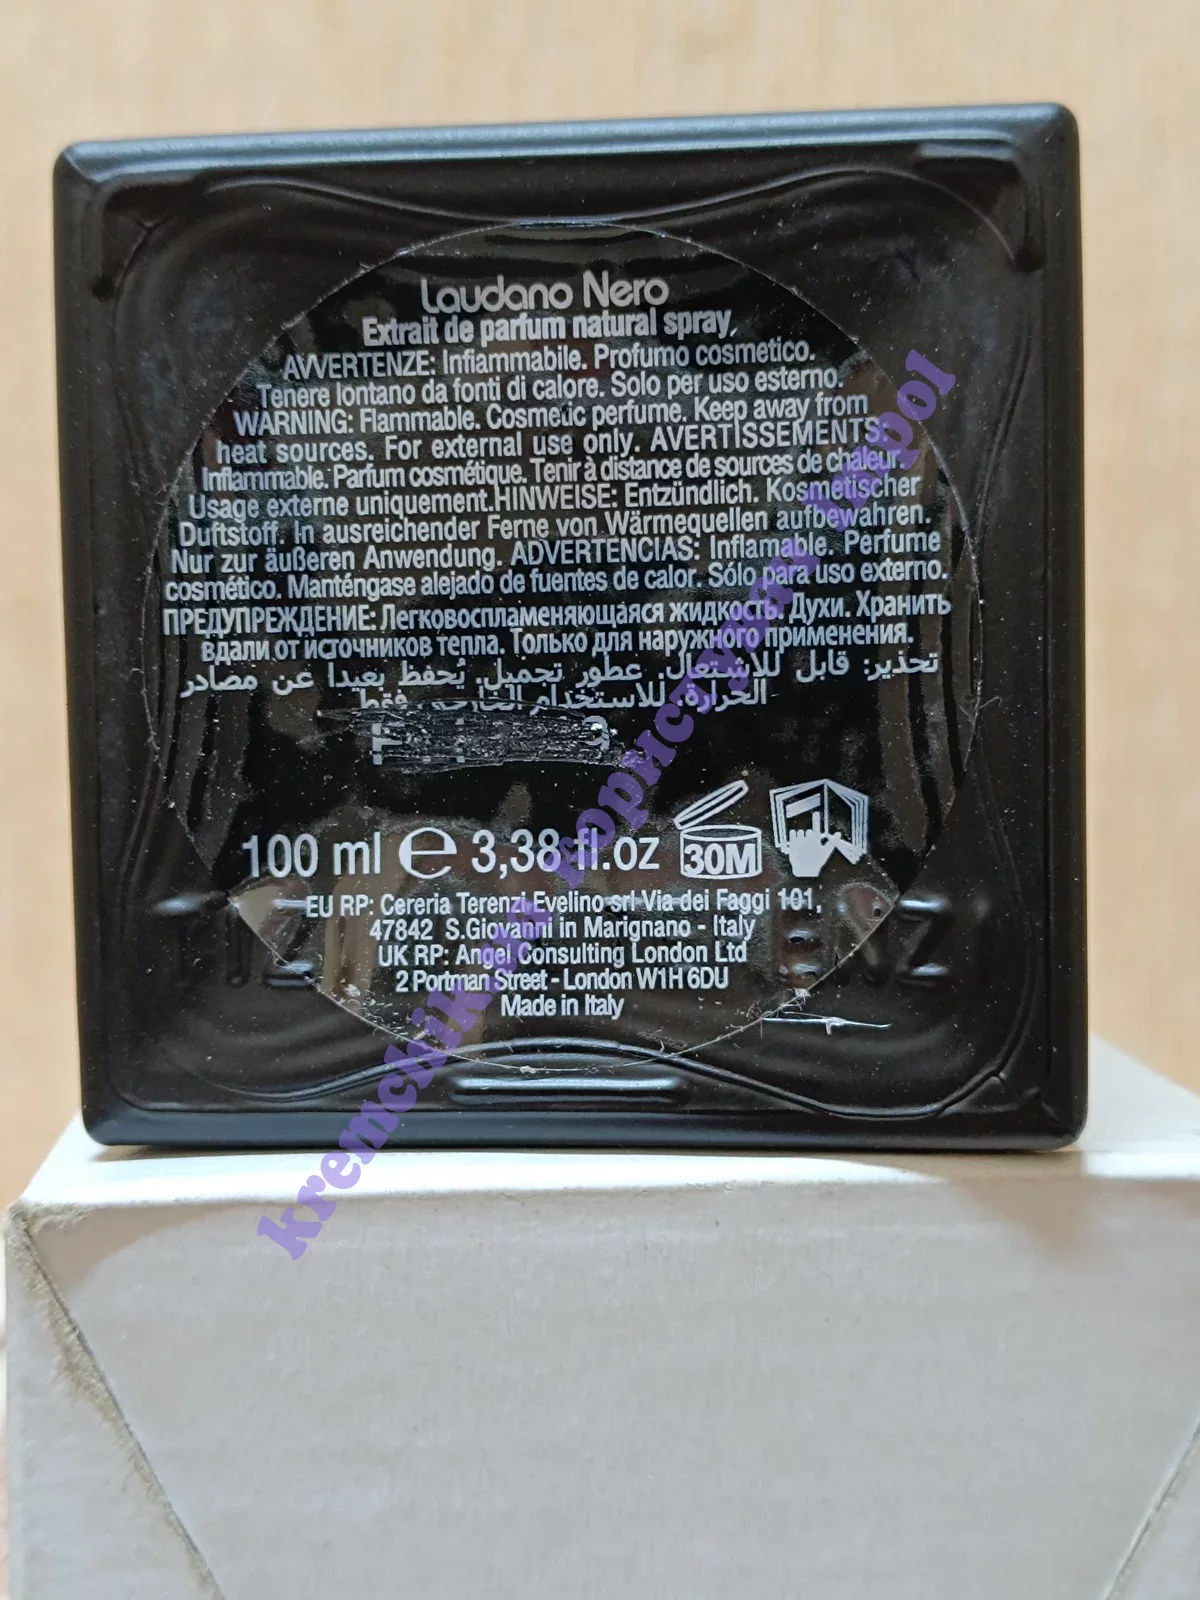 Laudano Nero
Extrait de parfum natural spray.
AVVERTENZE: Infiammabile. Profumo cosmetico.
Tenere lontano da fonti di calore. Solo per uso esterno.
WARNING: Flammable. Cosmetic perfume. Keep away from
heat sources. For external use only. AVERTISSEMENTS:
Inflammable. Parfum cosmétique. Tenir à distance de sources de chaleur.
Usage externe uniquement.HINWEISE: Entzündlich. Kosmetischer
Duftstoff. In ausreichender Ferne von Wärmequellen aufbewahren.
Nur zur äußeren Anwendung. ADVERTENCIAS: Inflamable. Perfume
cosmético. Manténgase alejado de fuentes de calor. Sólo para uso externo.
ПРЕДУПРЕЖДЕНИЕ: Легковоспламеняющаяся жидкость. Духи. Хранить
вдали от источников тепла. Только для наружного применения.
تحذير: قابل للاشتعال. عطور تجميل. يُحفظ بعيدا عن مصادر
الحرارة. للاستخدام الخارجي فقط
100 ml e 3,38 fl.oz 30M
EU RP: Cereria Terenzi Evelino srl Via dei Faggi 101,
47842 S.Giovanni in Marignano - Italy
UK RP: Angel Consulting London Ltd
2 Portman Street - London W1H 6DU
Made in Italy